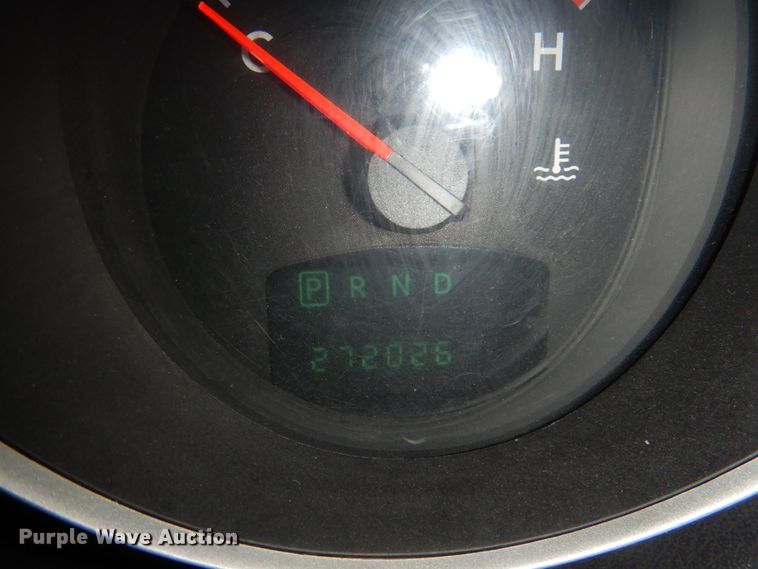 C H
P R N D
272026
Purple Wave Auction